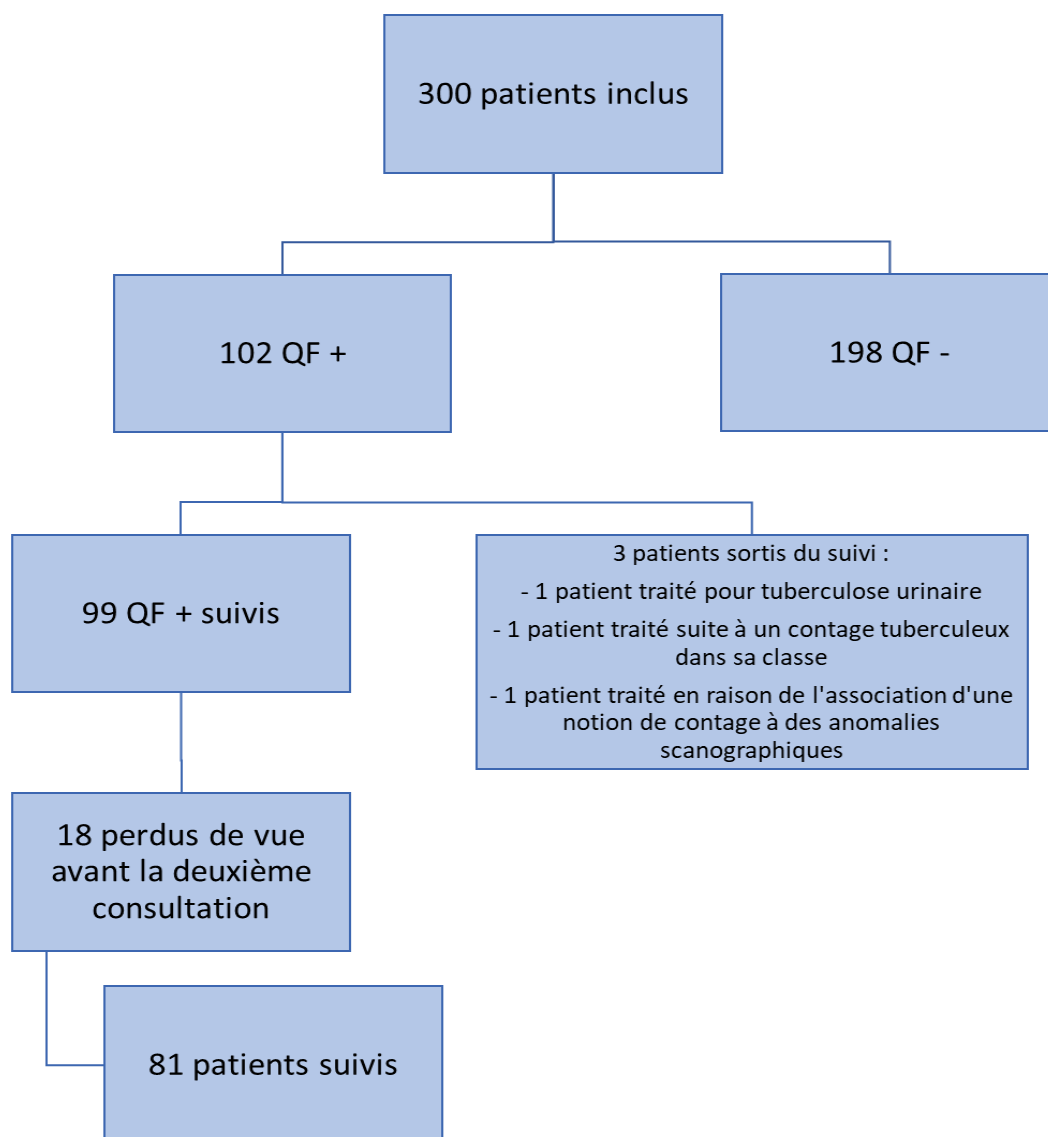 300 patients inclus
102 QF +
198 QF -
99 QF + suivis
3 patients sortis du suivi :
- 1 patient traité pour tuberculose urinaire
- 1 patient traité suite à un contage tuberculeux
dans sa classe
- 1 patient traité en raison de l'association d'une
notion de contage à des anomalies
scanographiques
18 perdus de vue
avant la deuxième
consultation
81 patients suivis